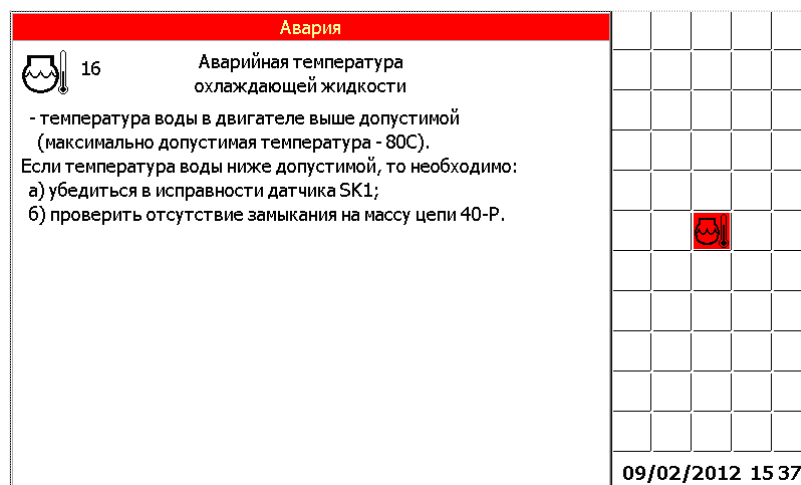 Авария
16
Аварийная температура
охлаждающей жидкости
- температура воды в двигателе выше допустимой
(максимально допустимая температура - 80С).
Если температура воды ниже допустимой, то необходимо:
а) убедиться в исправности датчика SK1;
б) проверить отсутствие замыкания на массу цепи 40-Р.
09/02/2012 15 37